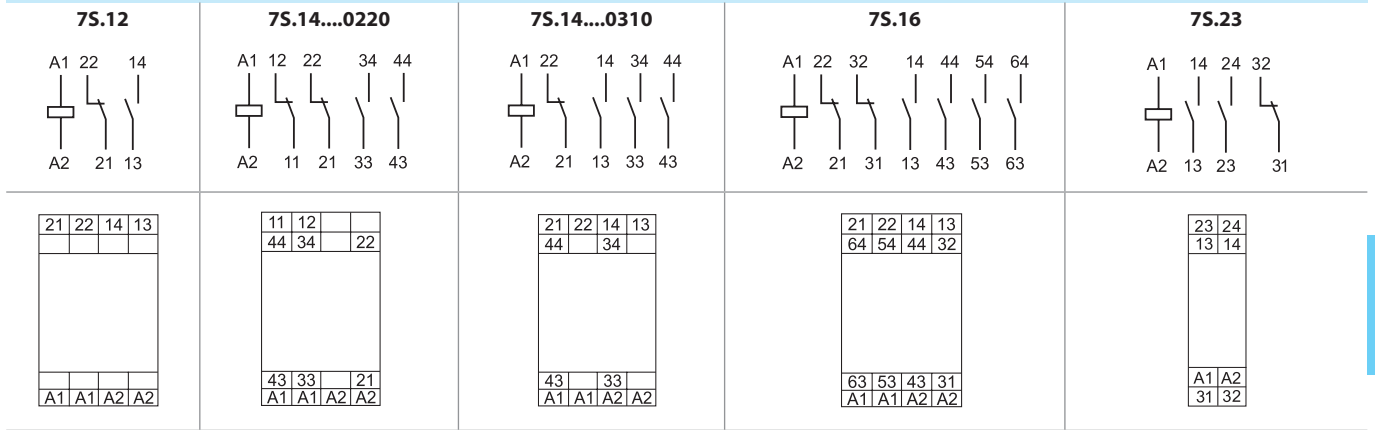 7S.12 7S.14....0220 7S.14....0310 7S.16 7S.23
A1 22 14
A2 21 13
A1 12 22 34 44
A2 11 21 33 43
A1 22 14 34 44
A2 21 13 33 43
A1 22 32 14 44 54 64
A2 21 31 13 43 53 63
A1 14 24 32
A2 13 23 31
21 22 14 13
A1 A1 A2 A2
11 12
44 34 22
43 33 21
A1 A1 A2 A2
21 22 14 13
44 34
43 33
A1 A1 A2 A2
21 22 14 13
64 54 44 32
63 53 43 31
A1 A1 A2 A2
23 24
13 14
A1 A2
31 32